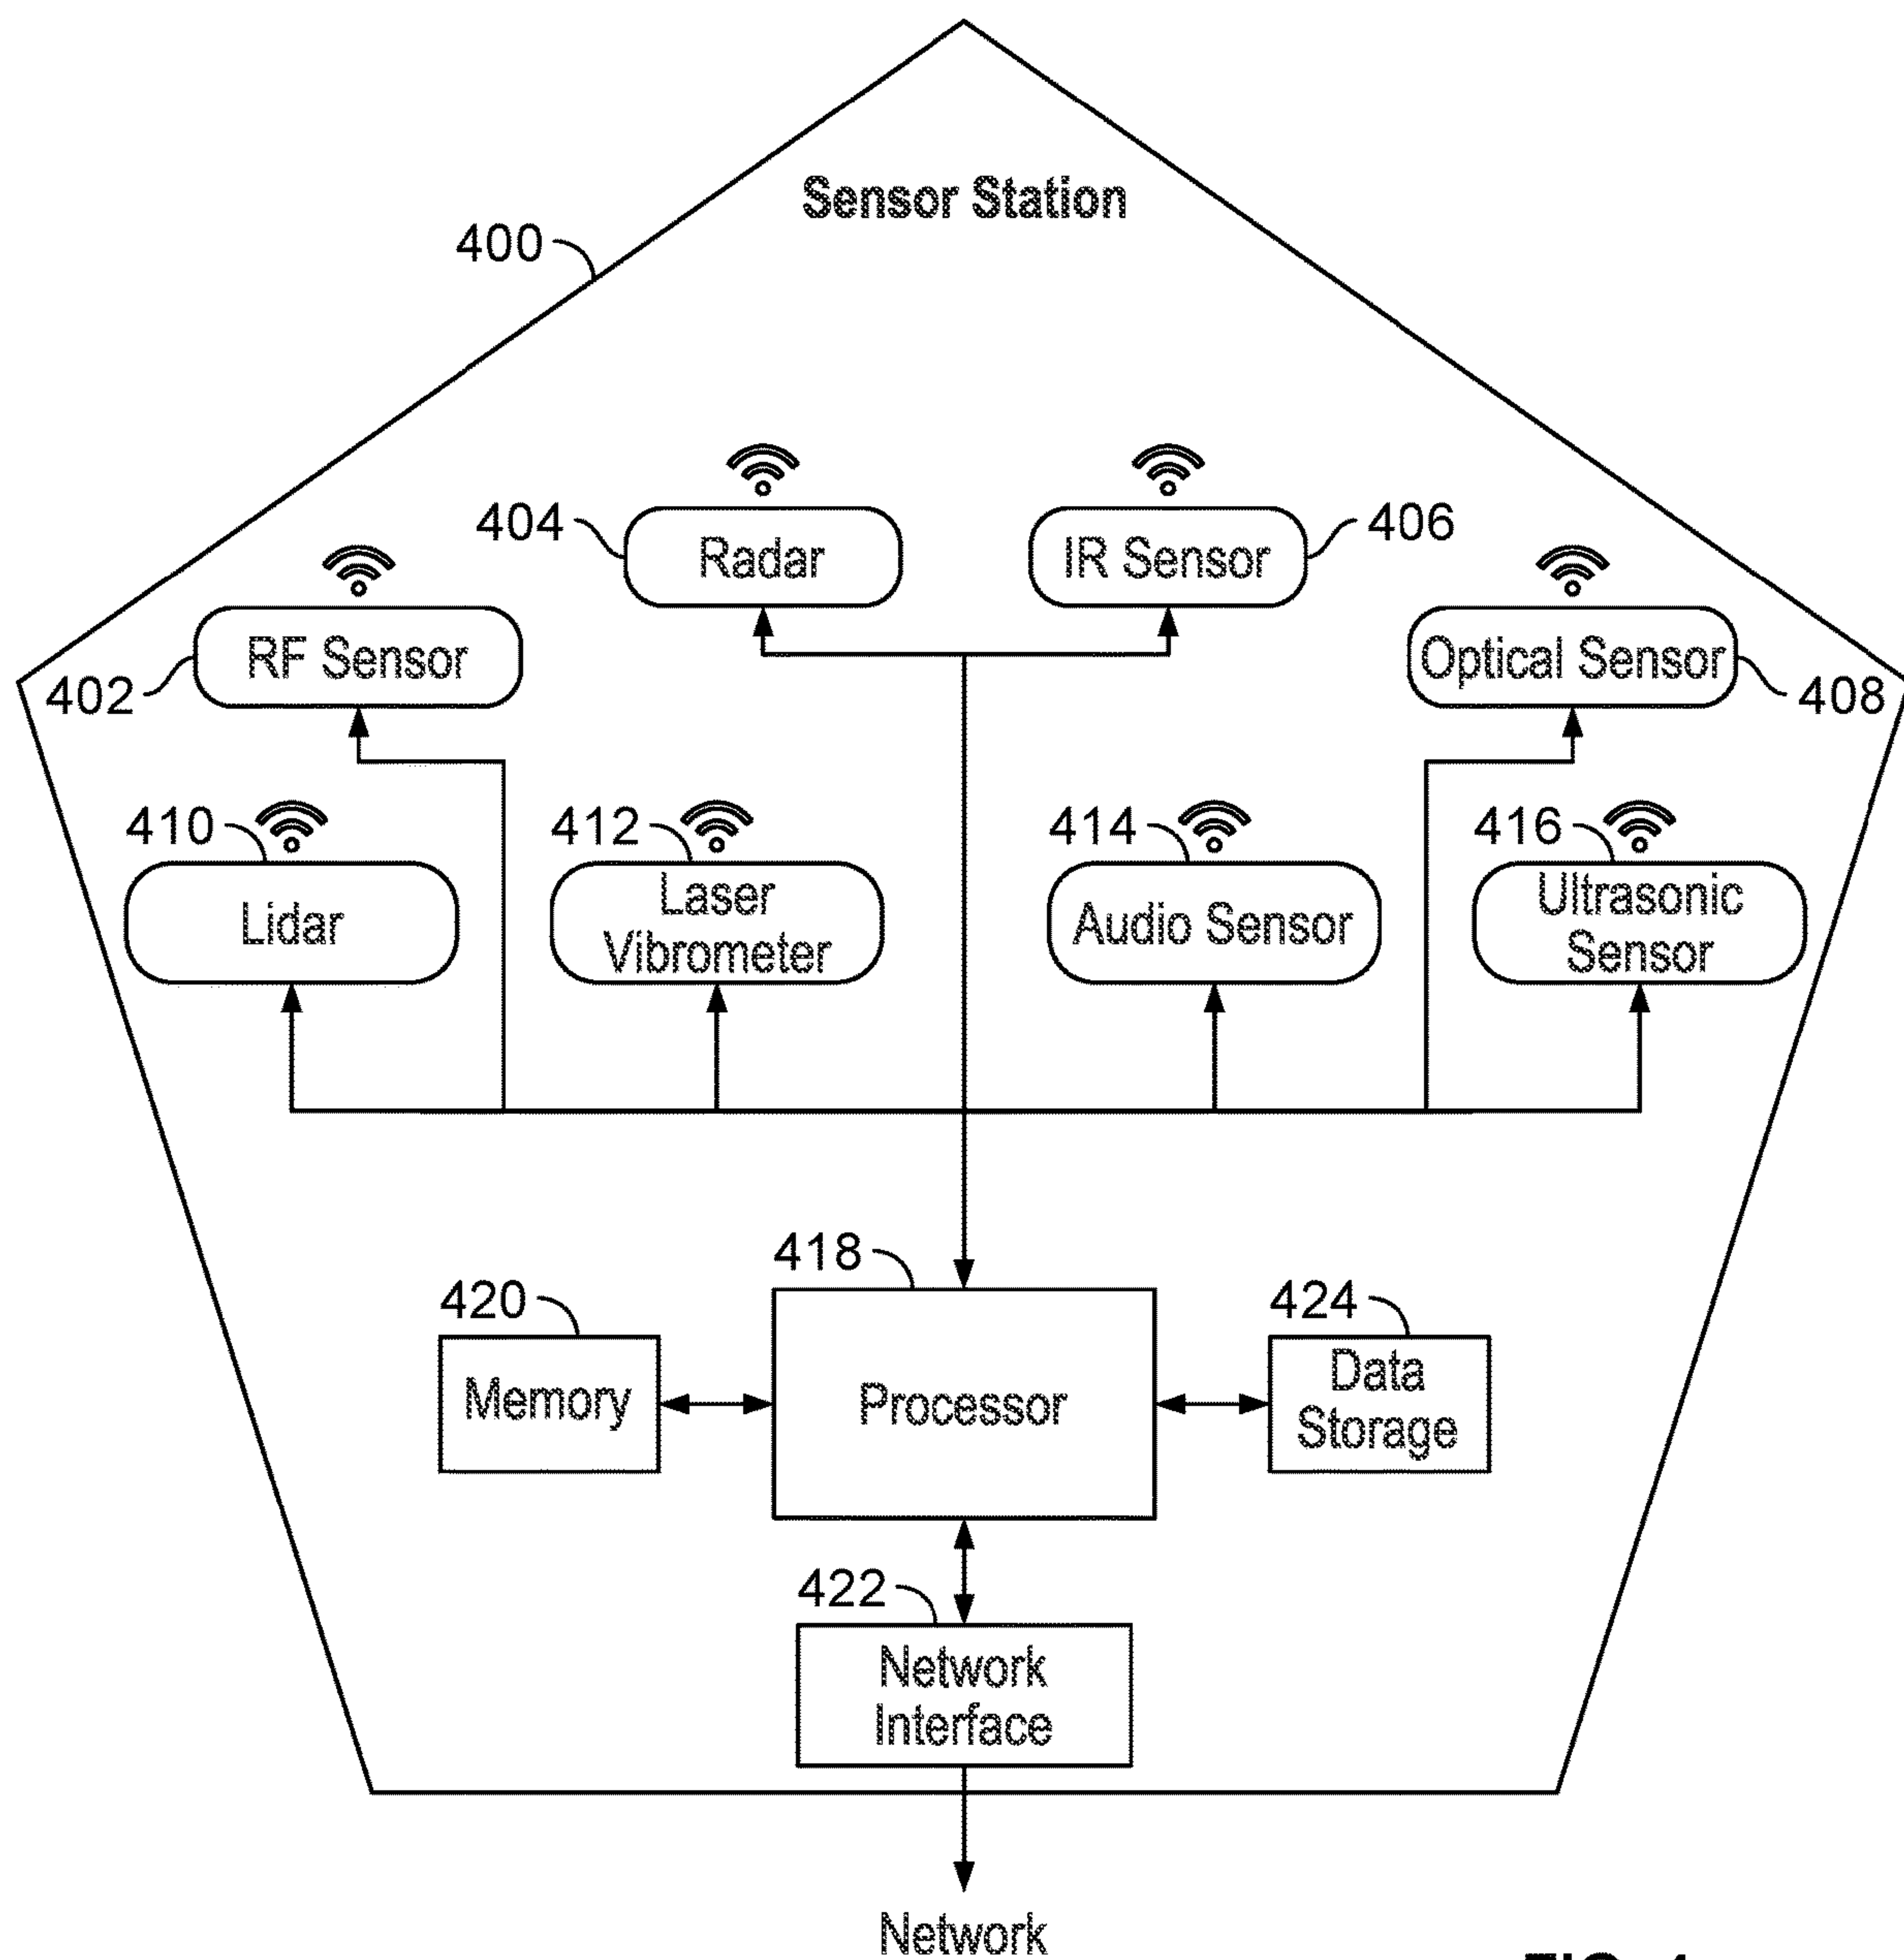 Sensor Station
400
404
Radar
IR Sensor
406
402
RF Sensor
Optical Sensor
408
410
412
414
416
Lidar
Laser
Vibrometer
Audio Sensor
Ultrasonic
Sensor
418
420
424
Memory
Processor
Data
Storage
422
Network
Interface
Network